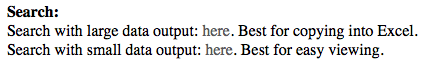 Search:
Search with large data output: here. Best for copying into Excel.
Search with small data output: here. Best for easy viewing.